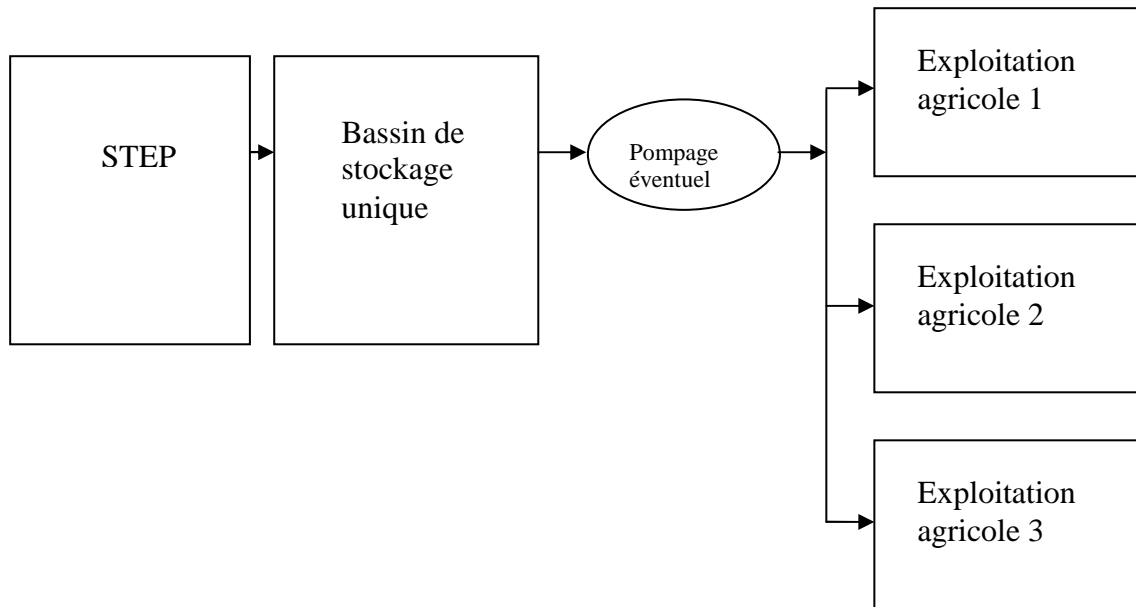 STEP
Bassin de
stockage
unique
Pompage
éventuel
Exploitation
agricole 1
Exploitation
agricole 2
Exploitation
agricole 3